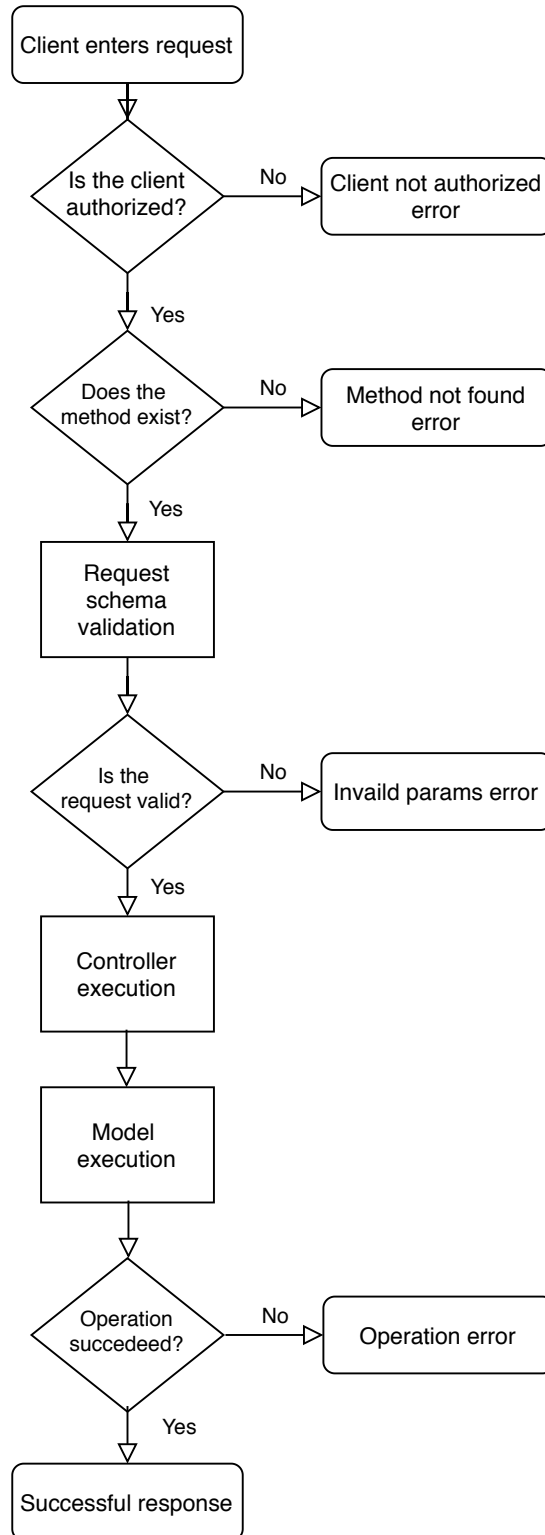 Client enters request
Is the client
authorized?
No
Client not authorized
error
Yes
Does the
method exist?
No
Method not found
error
Yes
Request
schema
validation
Is the
request valid?
No
Invaild params error
Yes
Controller
execution
Model
execution
Operation
succedeed?
No
Operation error
Yes
Successful response